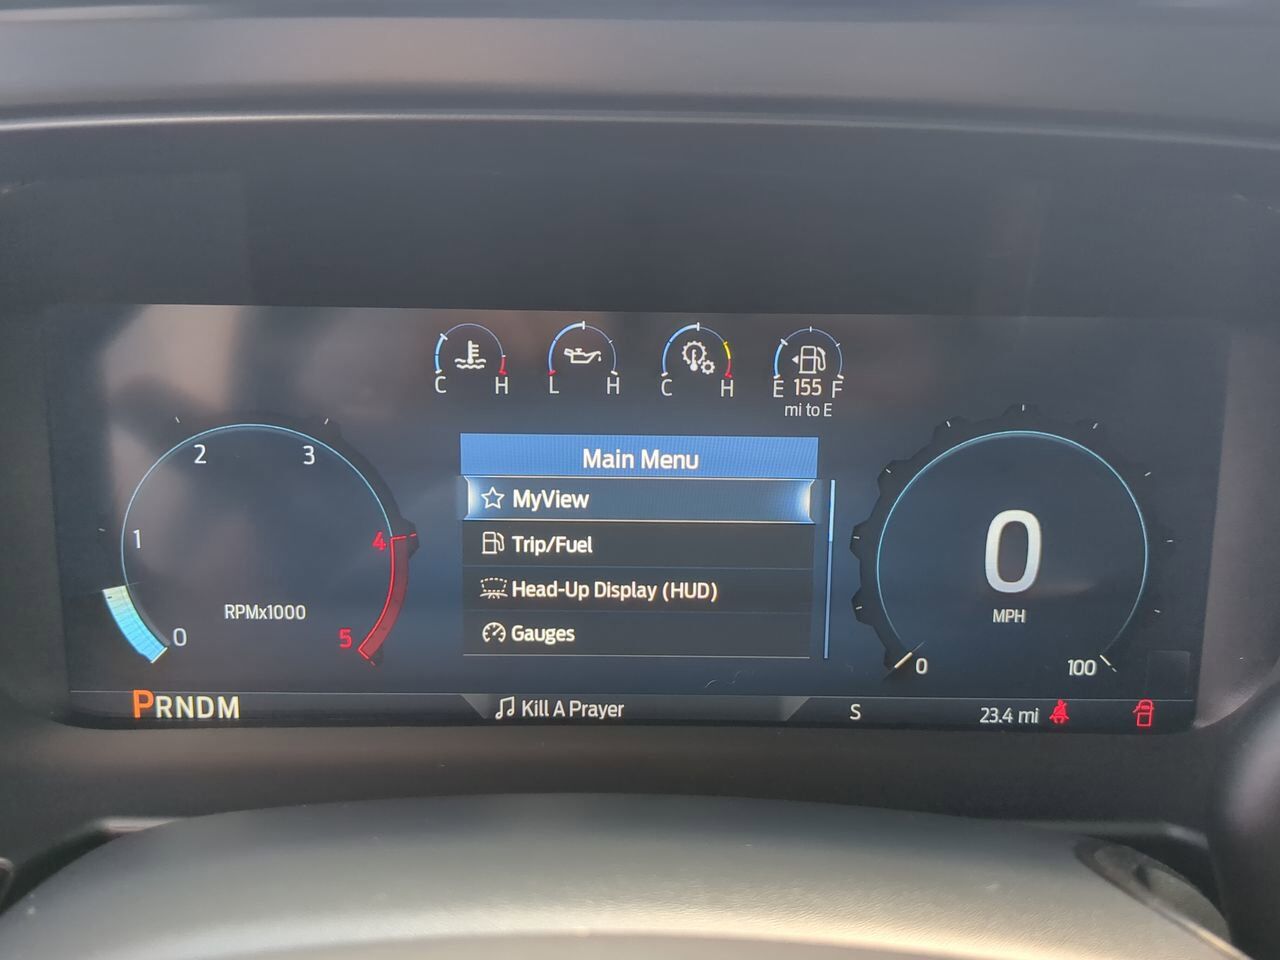 C H
L H
C H
E 155 F
mi to E
Main Menu
MyView
Trip/Fuel
Head-Up Display (HUD)
Gauges
0
1
2
3
4
5
RPMx1000
0
MPH
0
100
PRNDM
Kill A Prayer
S
23.4 mi